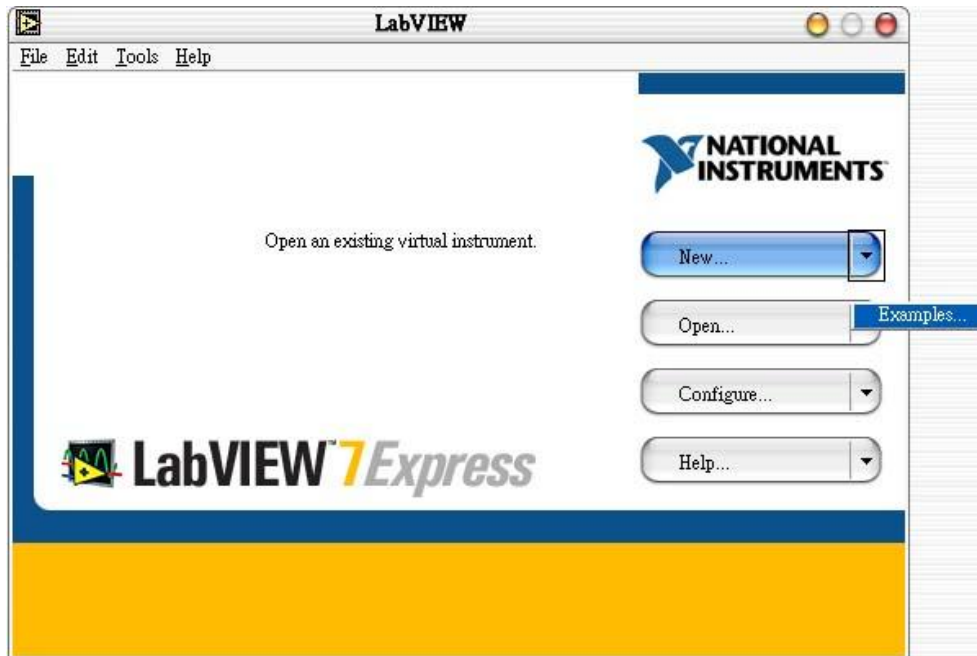 LabVIEW
File Edit Tools Help
NATIONAL
INSTRUMENTS
Open an existing virtual instrument.
New...
Examples...
Open...
Configure...
LabVIEW™ 7 Express
Help...